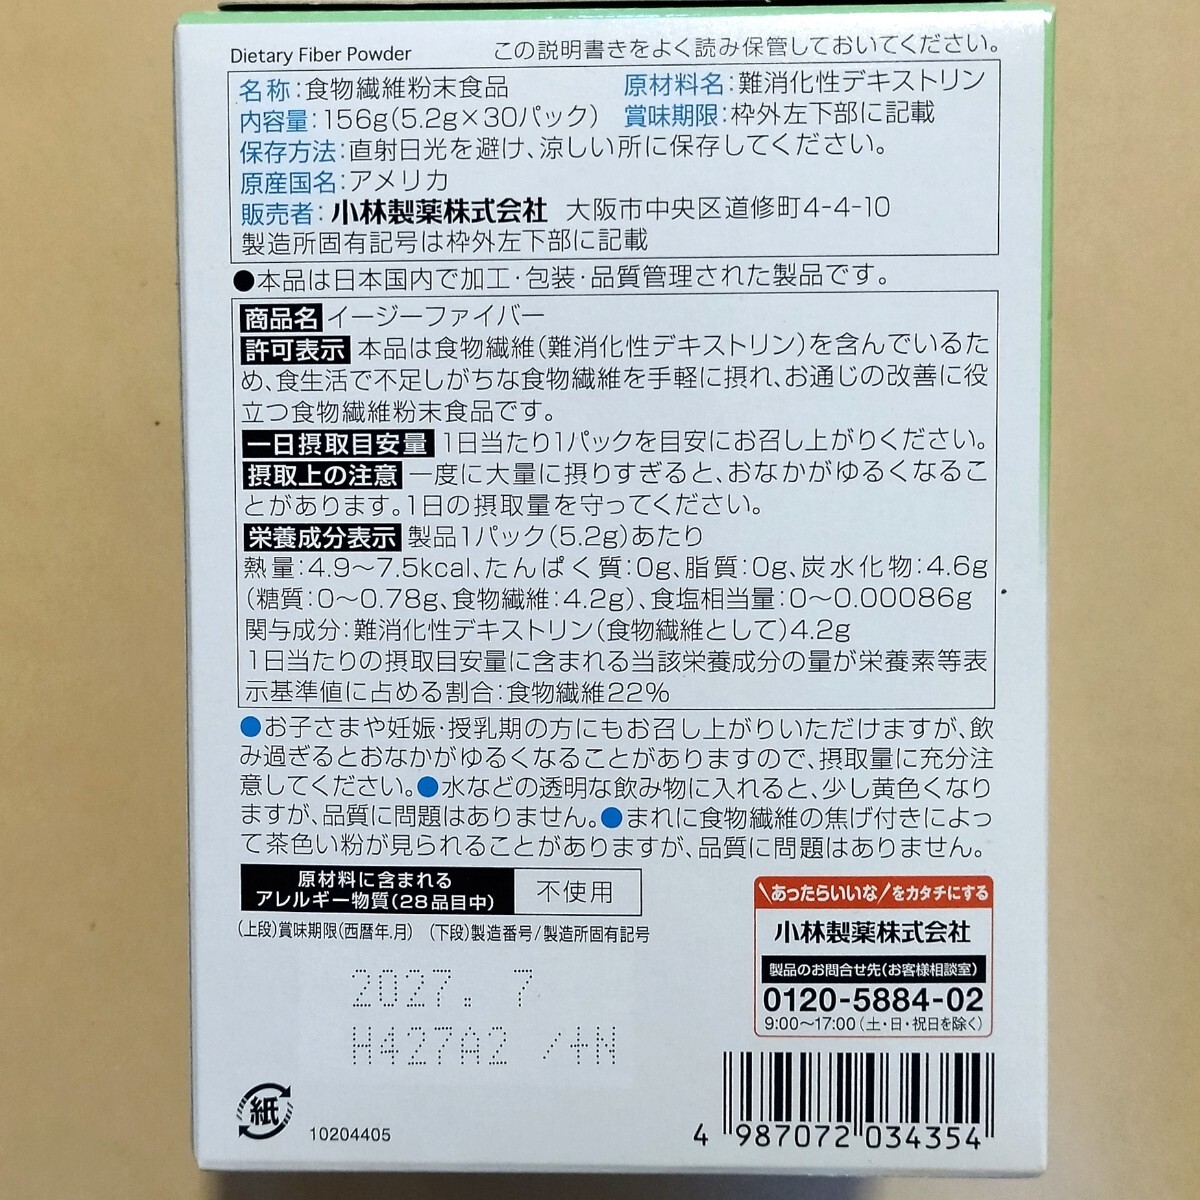 Dietary Fiber Powder この説明書きをよく読み保管しておいてください。
名称:食物繊維粉末食品 原材料名:難消化性デキストリン
内容量:156g(5.2g×30パック) 賞味期限:枠外左下部に記載
保存方法:直射日光を避け、涼しい所に保存してください。
原産国名:アメリカ
販売者:小林製薬株式会社 大阪市中央区道修町4-4-10
製造所固有記号は枠外左下部に記載
●本品は日本国内で加工・包装・品質管理された製品です。
商品名 イージーファイバー
許可表示 本品は食物繊維(難消化性デキストリン)を含んでいるた
め、食生活で不足しがちな食物繊維を手軽に摂れ、お通じの改善に役
立つ食物繊維粉末食品です。
一日摂取目安量 1日当たり1パックを目安にお召し上がりください。
摂取上の注意 一度に大量に摂りすぎると、おなかがゆるくなるこ
とがあります。1日の摂取量を守ってください。
栄養成分表示 製品1パック(5.2g)あたり
熱量:4.9〜7.5kcal、たんぱく質:0g、脂質:0g、炭水化物:4.6g
(糖質:0〜0.78g、食物繊維:4.2g)、食塩相当量:0〜0.00086g
関与成分:難消化性デキストリン(食物繊維として)4.2g
1日当たりの摂取目安量に含まれる当該栄養成分の量が栄養素等表
示基準値に占める割合:食物繊維22%
●お子さまや妊娠・授乳期の方にもお召し上がりいただけますが、飲
み過ぎるとおなかがゆるくなることがありますので、摂取量に充分注
意してください。●水などの透明な飲み物に入れると、少し黄色くなり
ますが、品質に問題はありません。●まれに食物繊維の焦げ付きによっ
て茶色い粉が見られることがありますが、品質に問題はありません。
原材料に含まれる
アレルギー物質(28品目中) 不使用
(上段)賞味期限(西暦年.月) (下段)製造番号/製造所固有記号
2027. 7
H427A2 /+N
\あったらいいな/をカタチにする
小林製薬株式会社
製品のお問合せ先(お客様相談室)
0120-5884-02
9:00〜17:00(土・日・祝日を除く)
紙
10204405
4 987072 034354